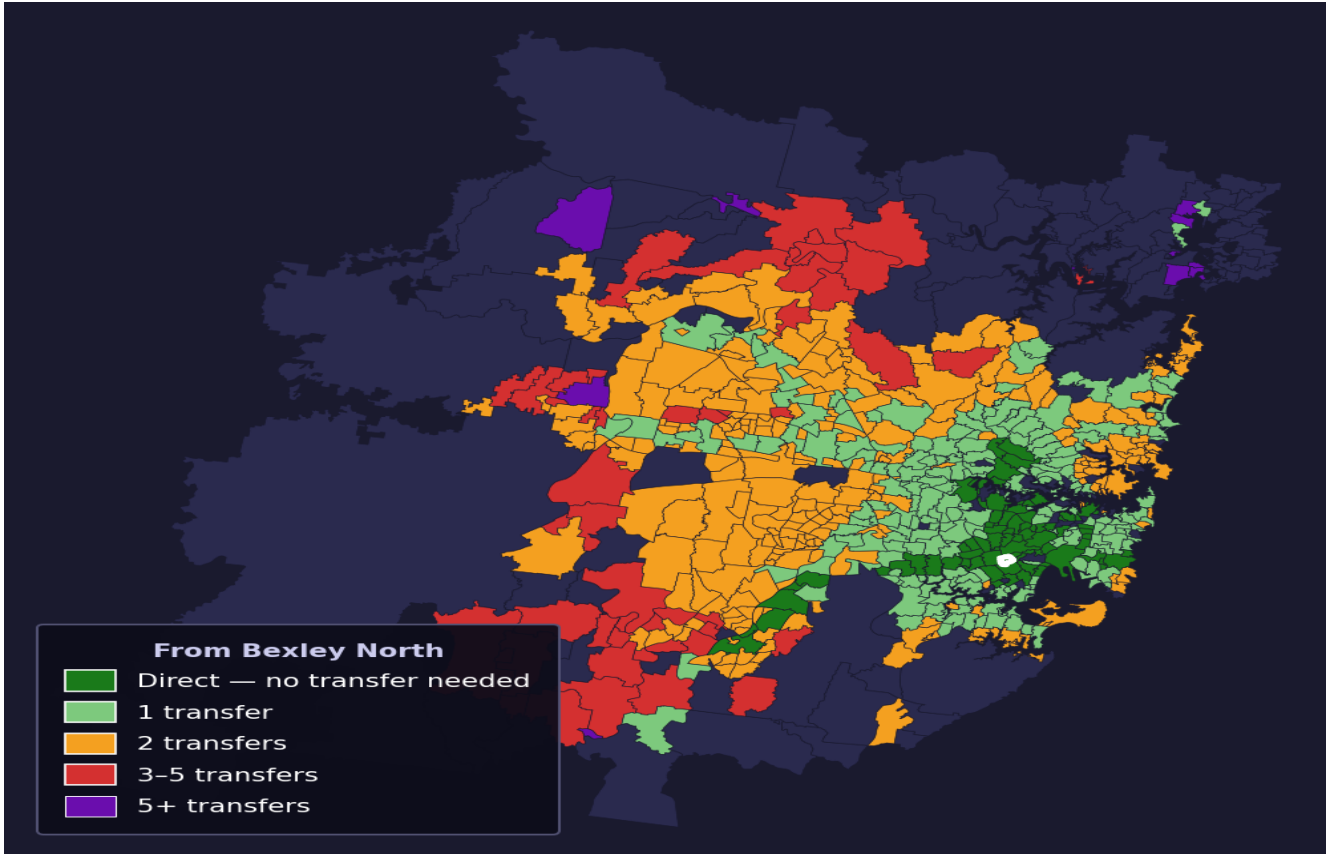 From Bexley North
Direct — no transfer needed
1 transfer
2 transfers
3–5 transfers
5+ transfers